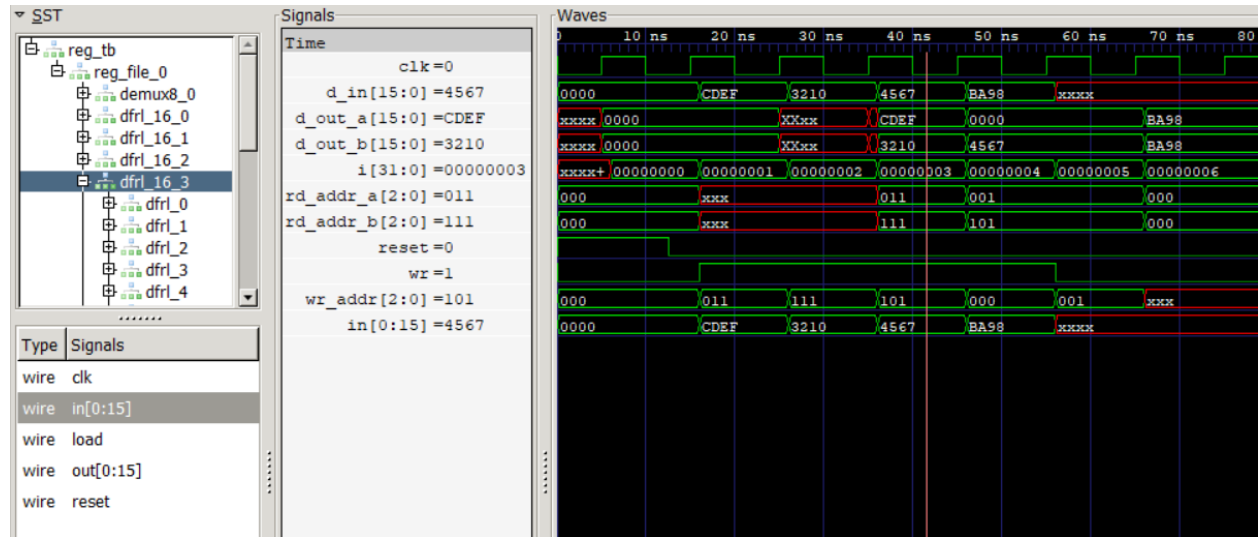 SST
reg_tb
reg_file_0
demux8_0
dfrl_16_0
dfrl_16_1
dfrl_16_2
dfrl_16_3
dfrl_0
dfrl_1
dfrl_2
dfrl_3
dfrl_4
Type Signals
wire clk
wire in[0:15]
wire load
wire out[0:15]
wire reset
Signals
Time
clk=0
d_in[15:0]=4567
d_out_a[15:0]=CDEF
d_out_b[15:0]=3210
i[31:0]=00000003
rd_addr_a[2:0]=011
rd_addr_b[2:0]=111
reset=0
wr=1
wr_addr[2:0]=101
in[0:15]=4567
Waves
0 10 ns 20 ns 30 ns 40 ns 50 ns 60 ns 70 ns 80
0000 CDEF 3210 4567 BA98 xxxx
xxxx 0000 XXxx CDEF 0000 BA98
xxxx 0000 XXxx 3210 4567 BA98
xxxx+ 00000000 00000001 00000002 00000003 00000004 00000005 00000006
000 xxx 011 001 000
000 xxx 111 101 000
000 011 111 101 000 001 xxx
0000 CDEF 3210 4567 BA98 xxxx